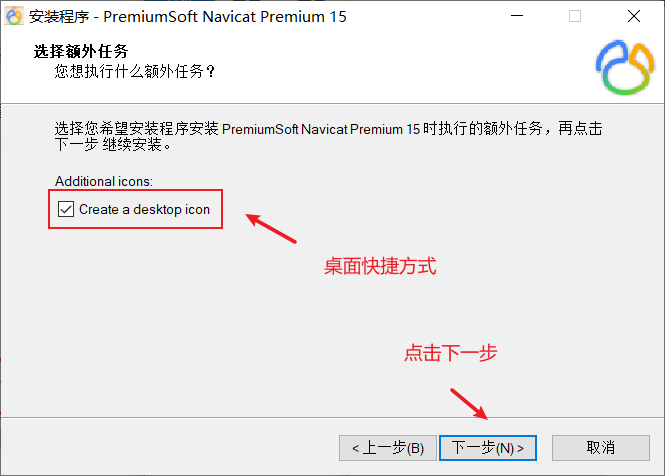 安装程序 - PremiumSoft Navicat Premium 15
选择额外任务
您想执行什么额外任务？
选择您希望安装程序安装 PremiumSoft Navicat Premium 15 时执行的额外任务，再点击
下一步 继续安装。
Additional icons:
Create a desktop icon
桌面快捷方式
点击下一步
< 上一步(B)
下一步(N) >
取消